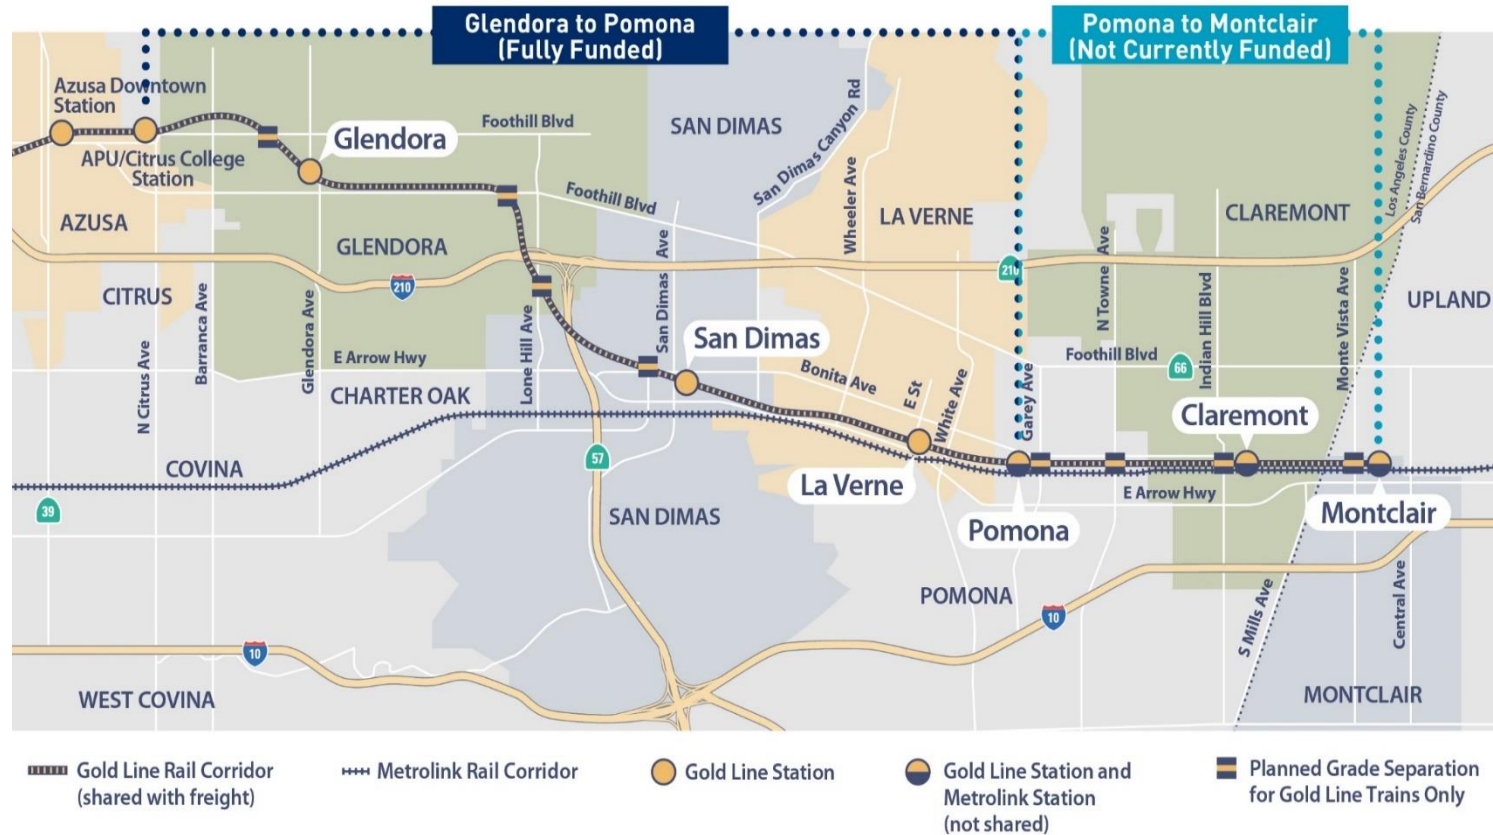 Glendora to Pomona
(Fully Funded)
Pomona to Montclair
(Not Currently Funded)
Azusa Downtown
Station
APU/Citrus College
Station
Glendora
Foothill Blvd
SAN DIMAS
San Dimas Canyon Rd
Wheeler Ave
LA VERNE
CLAREMONT
Los Angeles County
San Bernardino County
AZUSA
GLENDORA
Foothill Blvd
210
210
CITRUS
N Citrus Ave
Barranca Ave
Glendora Ave
Lone Hill Ave
San Dimas Ave
N Towne Ave
Indian Hill Blvd
Monte Vista Ave
UPLAND
E Arrow Hwy
San Dimas
Bonita Ave
E St
White Ave
Garey Ave
Foothill Blvd
66
CHARTER OAK
Claremont
COVINA
57
La Verne
E Arrow Hwy
39
SAN DIMAS
Pomona
Montclair
POMONA
10
10
S Mills Ave
Central Ave
WEST COVINA
MONTCLAIR
Gold Line Rail Corridor
(shared with freight)
Metrolink Rail Corridor
Gold Line Station
Gold Line Station and
Metrolink Station
(not shared)
Planned Grade Separation
for Gold Line Trains Only